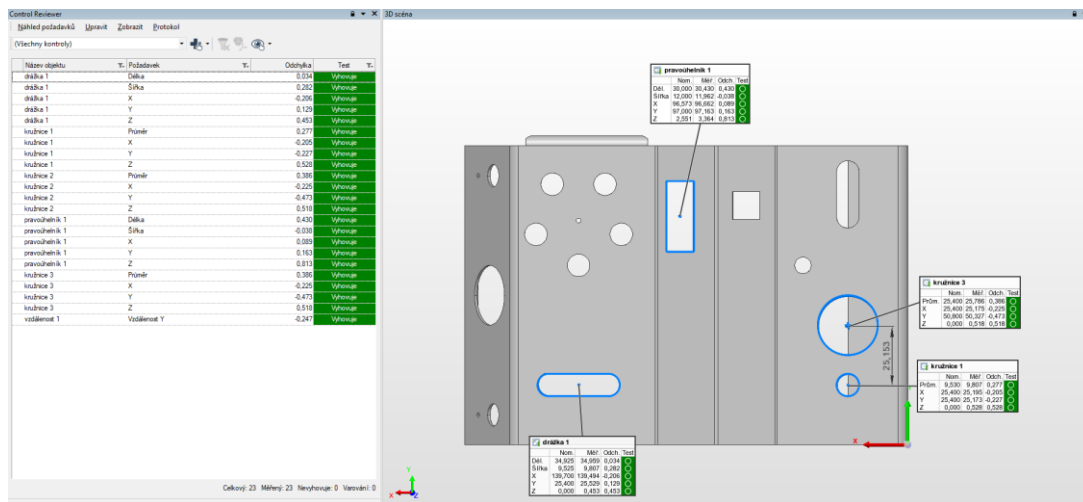 Control Reviewer
Náhled požadavků Upravit Zobrazit Protokol
(Všechny kontroly)
Název objektu Požadavek Odchylka Test
drážka 1 Délka 0,034 Vyhovuje
drážka 1 Šířka 0,282 Vyhovuje
drážka 1 X -0,206 Vyhovuje
drážka 1 Y 0,129 Vyhovuje
drážka 1 Z 0,453 Vyhovuje
kružnice 1 Průměr 0,277 Vyhovuje
kružnice 1 X -0,205 Vyhovuje
kružnice 1 Y -0,227 Vyhovuje
kružnice 1 Z 0,528 Vyhovuje
kružnice 2 Průměr 0,386 Vyhovuje
kružnice 2 X -0,225 Vyhovuje
kružnice 2 Y -0,473 Vyhovuje
kružnice 2 Z 0,518 Vyhovuje
pravoúhelník 1 Délka 0,430 Vyhovuje
pravoúhelník 1 Šířka -0,038 Vyhovuje
pravoúhelník 1 X 0,089 Vyhovuje
pravoúhelník 1 Y 0,163 Vyhovuje
pravoúhelník 1 Z 0,813 Vyhovuje
kružnice 3 Průměr 0,386 Vyhovuje
kružnice 3 X -0,225 Vyhovuje
kružnice 3 Y -0,473 Vyhovuje
kružnice 3 Z 0,518 Vyhovuje
vzdálenost 1 Vzdálenost Y -0,247 Vyhovuje
Celkový: 23 Měřený: 23 Nevyhovuje: 0 Varování: 0
3D scéna
pravoúhelník 1
Nom. Měř. Odch. Test
Dél. 30,000 30,430 0,430
Šířka 12,000 11,962 -0,038
X 96,573 96,662 0,089
Y 97,000 97,163 0,163
Z 2,551 3,364 0,813
kružnice 3
Nom. Měř. Odch. Test
Prům. 25,400 25,786 0,386
X 25,400 25,175 -0,225
Y 50,800 50,327 -0,473
Z 0,000 0,518 0,518
25,153
kružnice 1
Nom. Měř. Odch. Test
Prům. 9,530 9,807 0,277
X 25,400 25,195 -0,205
Y 25,400 25,173 -0,227
Z 0,000 0,528 0,528
X
drážka 1
Nom. Měř. Odch. Test
Dél. 34,925 34,959 0,034
Šířka 9,525 9,807 0,282
X 139,700 139,494 -0,206
Y 25,400 25,529 0,129
Z 0,000 0,453 0,453
Y
X Z